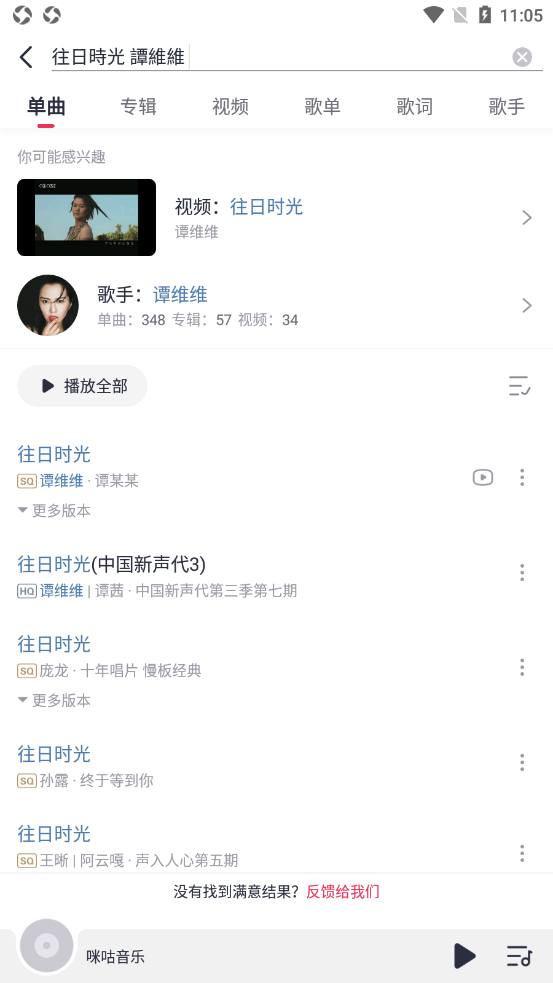 11:05
往日時光 譚維維
单曲 专辑 视频 歌单 歌词 歌手
你可能感兴趣
视频：往日时光
谭维维
歌手：谭维维
单曲：348 专辑：57 视频：34
播放全部
往日时光
SQ 谭维维 · 谭某某
更多版本
往日时光(中国新声代3)
HQ 谭维维 | 谭茜 · 中国新声代第三季第七期
往日时光
SQ 庞龙 · 十年唱片 慢板经典
更多版本
往日时光
SQ 孙露 · 终于等到你
往日时光
SQ 王晰 | 阿云嘎 · 声入人心第五期
没有找到满意结果？反馈给我们
咪咕音乐